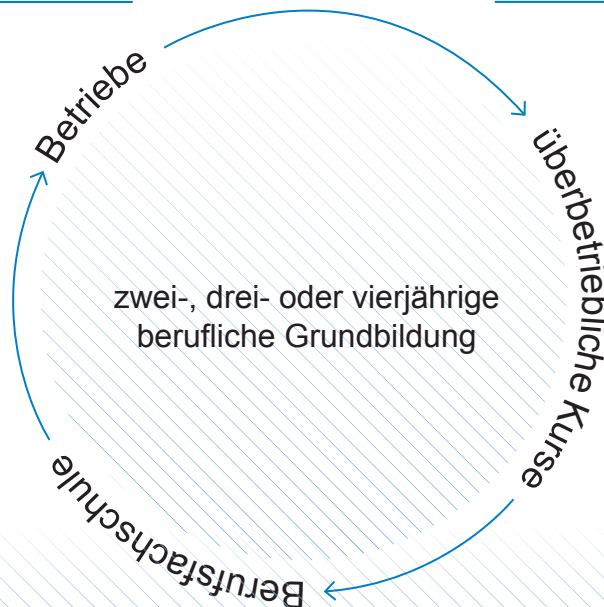 Betriebe
überbetriebliche Kurse
zwei-, drei- oder vierjährige
berufliche Grundbildung
Berufsfachschule